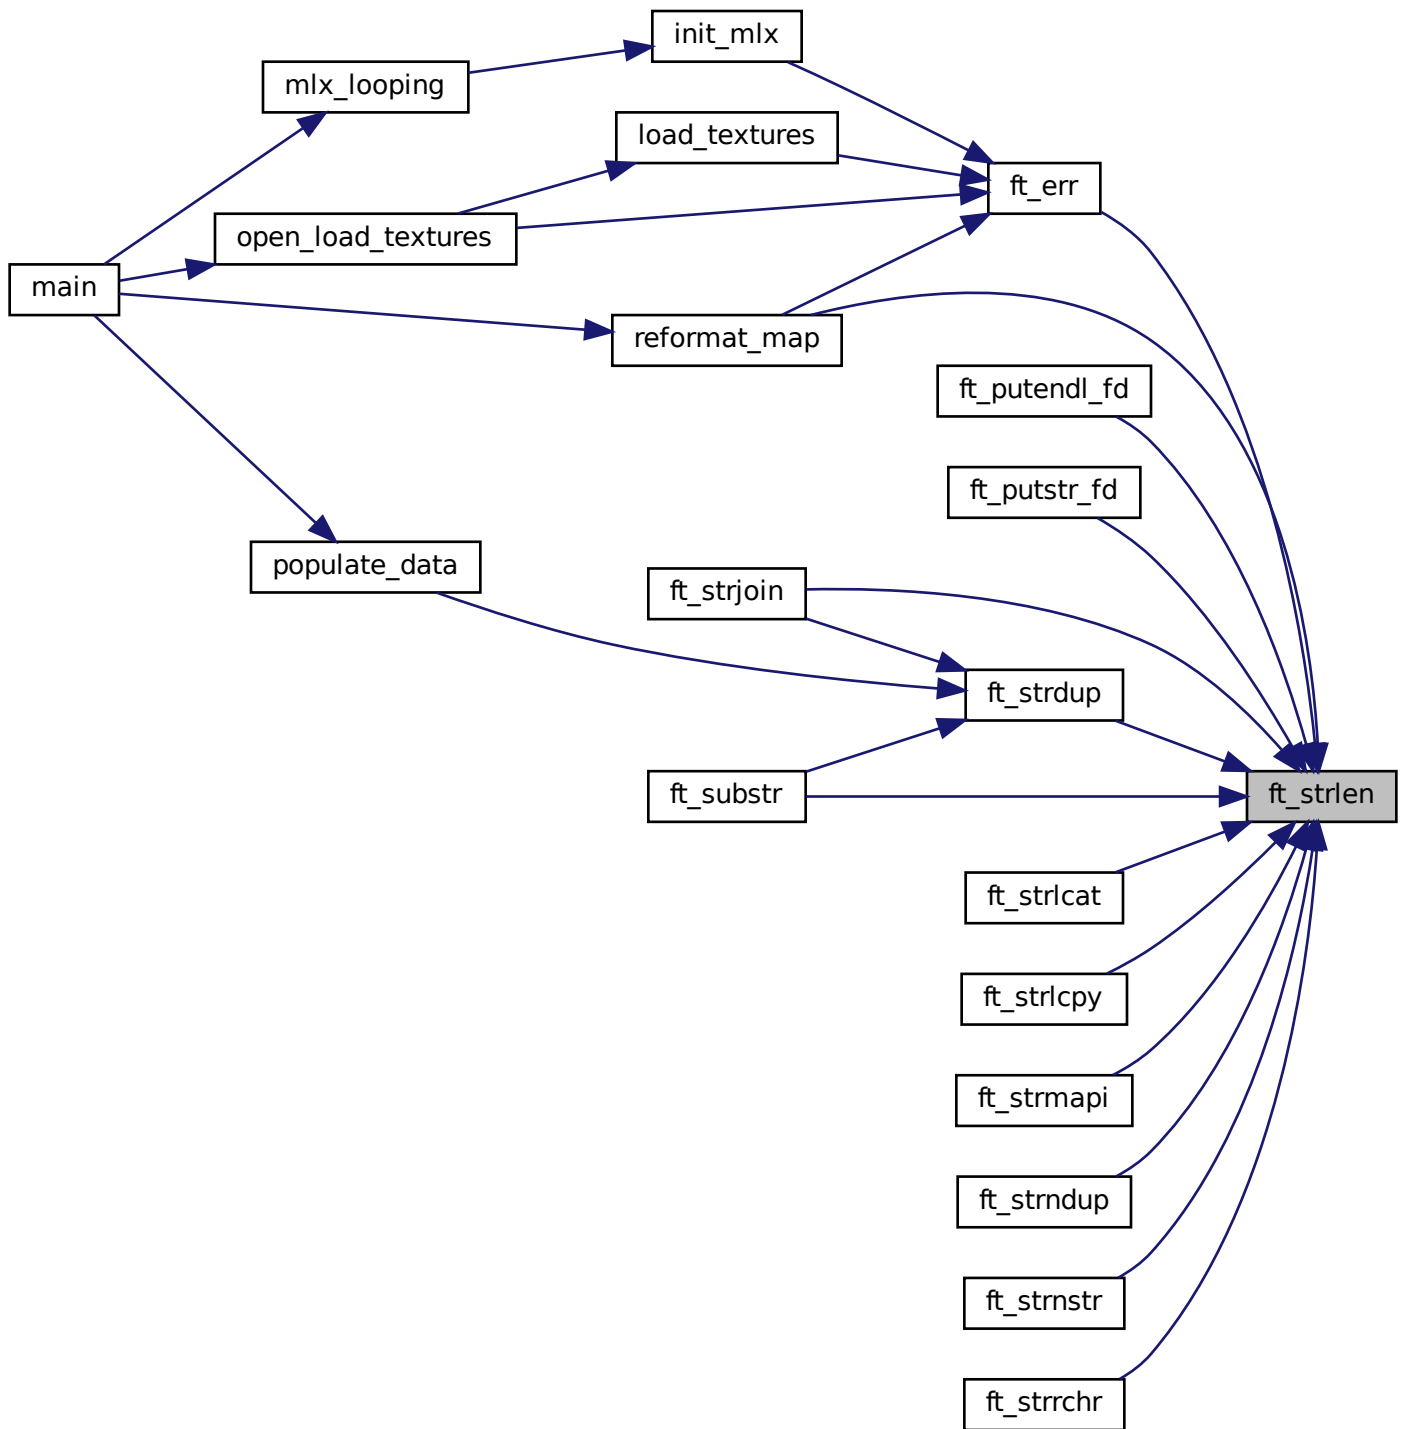 init_mlx
mlx_looping
load_textures
ft_err
open_load_textures
main
reformat_map
ft_putendl_fd
ft_putstr_fd
populate_data
ft_strjoin
ft_strdup
ft_substr
ft_strlen
ft_strlcat
ft_strlcpy
ft_strmapi
ft_strndup
ft_strnstr
ft_strrchr